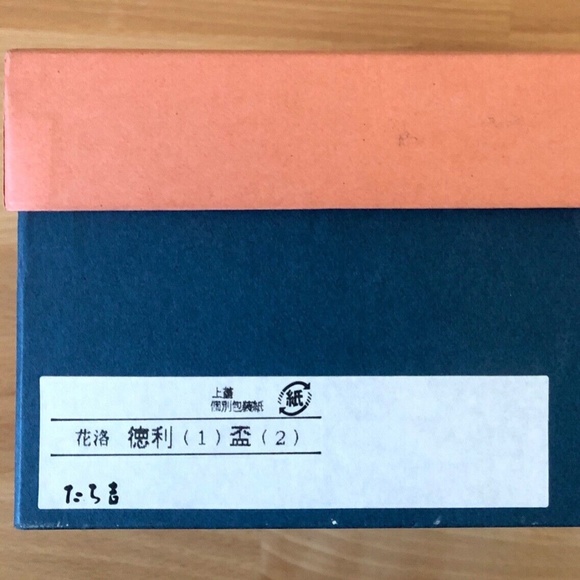 上蓋
個別包装紙
紙
花洛 徳利(1)盃(2)
たち吉